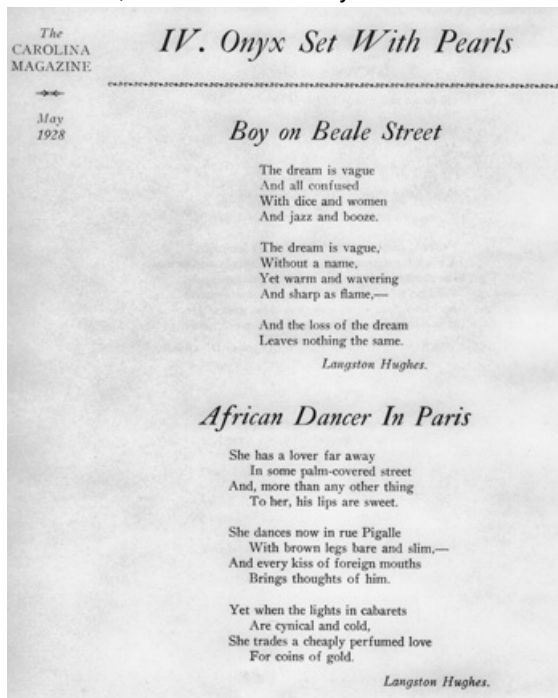 The
CAROLINA
MAGAZINE
May
1928
IV. Onyx Set With Pearls
Boy on Beale Street
The dream is vague
And all confused
With dice and women
And jazz and booze.
The dream is vague,
Without a name,
Yet warm and wavering
And sharp as flame,—
And the loss of the dream
Leaves nothing the same.
Langston Hughes.
African Dancer In Paris
She has a lover far away
In some palm-covered street
And, more than any other thing
To her, his lips are sweet.
She dances now in rue Pigalle
With brown legs bare and slim,—
And every kiss of foreign mouths
Brings thoughts of him.
Yet when the lights in cabarets
Are cynical and cold,
She trades a cheaply perfumed love
For coins of gold.
Langston Hughes.